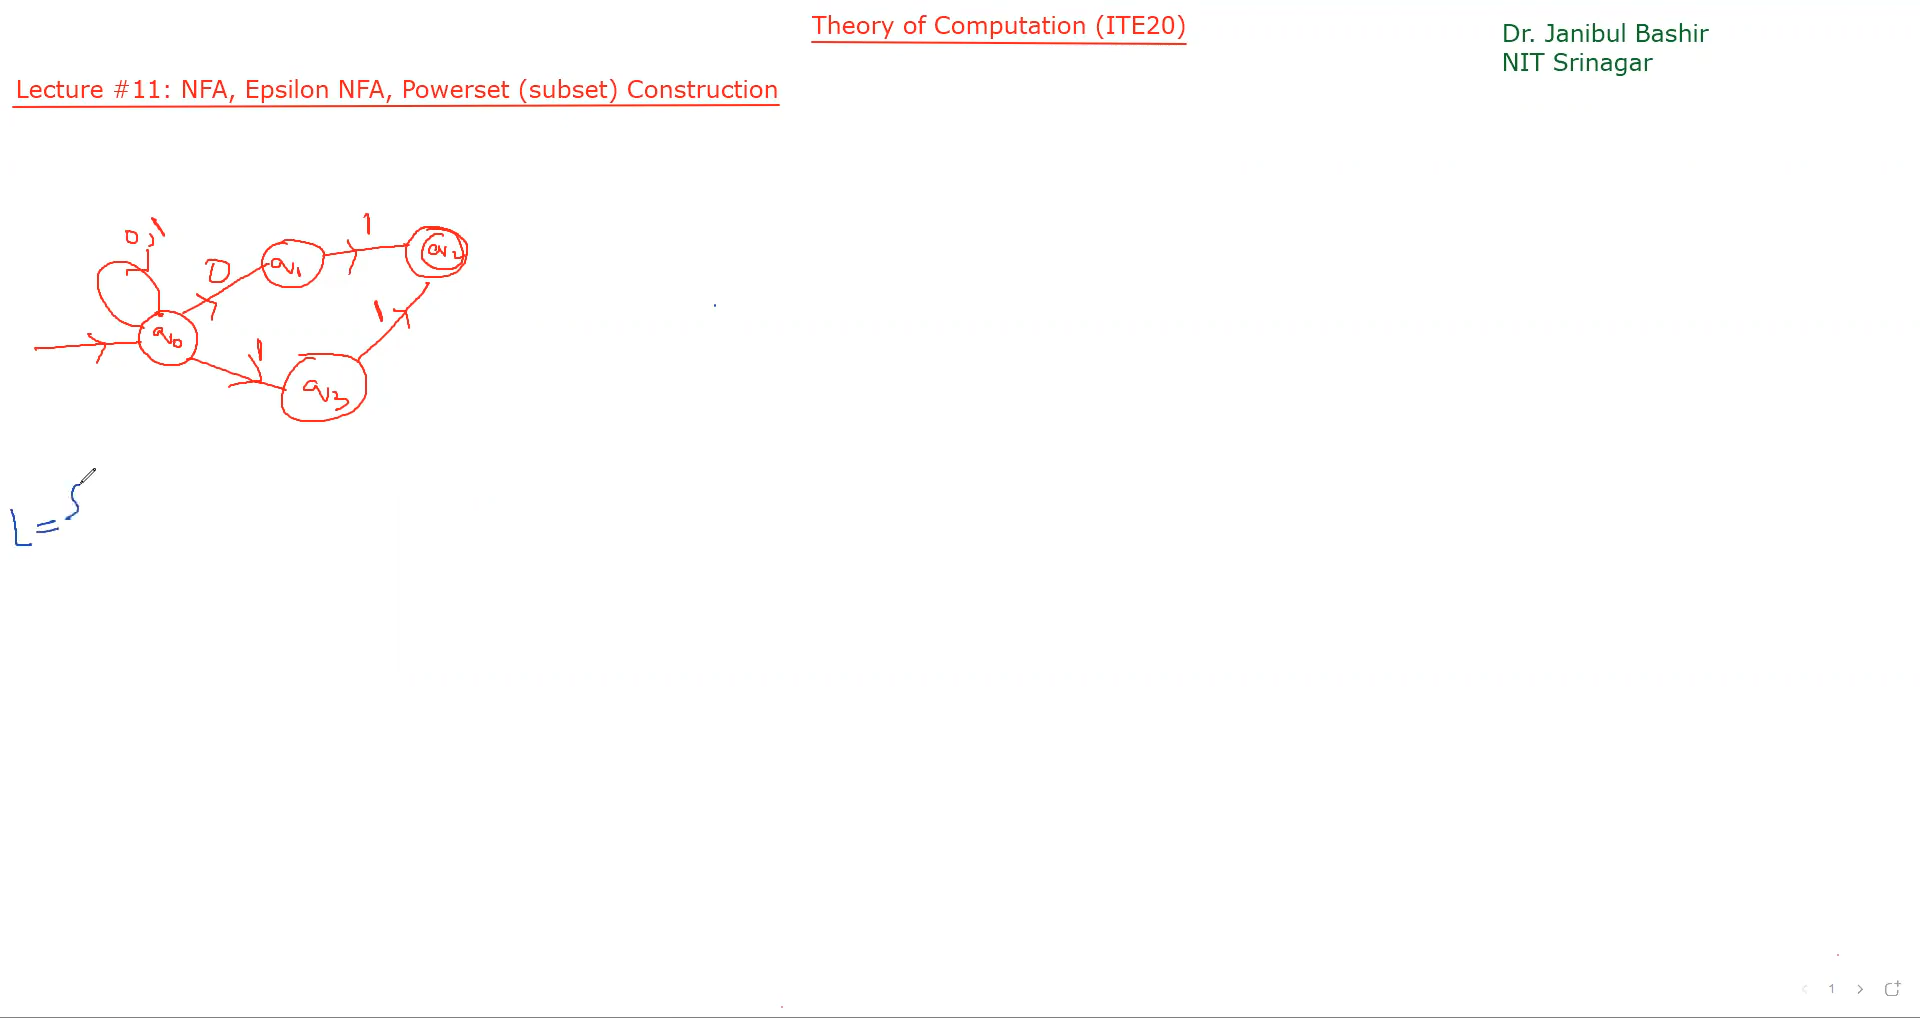 Theory of Computation (ITE20)
Dr. Janibul Bashir
NIT Srinagar
Lecture #11: NFA, Epsilon NFA, Powerset (subset) Construction
0,1
0
1
q0
q1
q2
1
1
q3
L = {
1